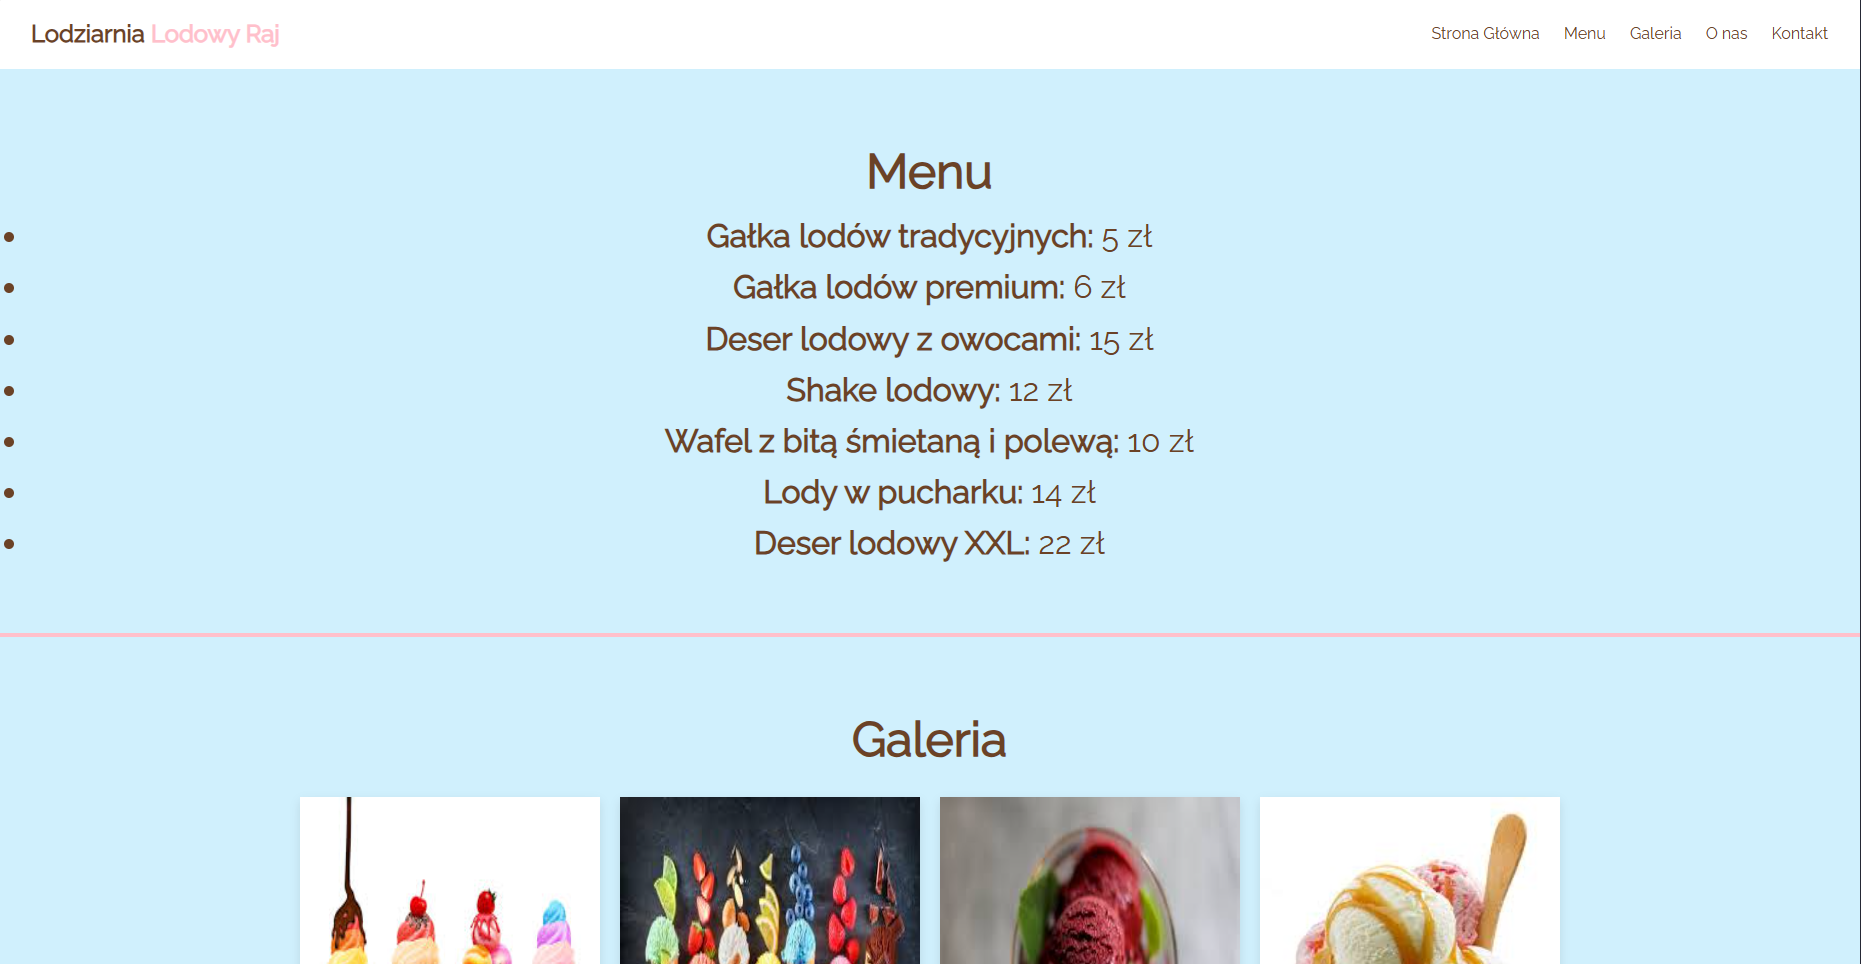 Lodziarnia Lodowy Raj
Strona Główna Menu Galeria O nas Kontakt
Menu
• Gałka lodów tradycyjnych: 5 zł
• Gałka lodów premium: 6 zł
• Deser lodowy z owocami: 15 zł
• Shake lodowy: 12 zł
• Wafel z bitą śmietaną i polewą: 10 zł
• Lody w pucharku: 14 zł
• Deser lodowy XXL: 22 zł
Galeria